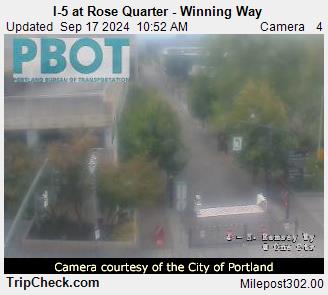 I-5 at Rose Quarter - Winning Way
Updated Sep 17 2024 10:52 AM Camera 4
PBOT
PORTLAND BUREAU OF TRANSPORTATION
Camera courtesy of the City of Portland
TripCheck.com Milepost302.00